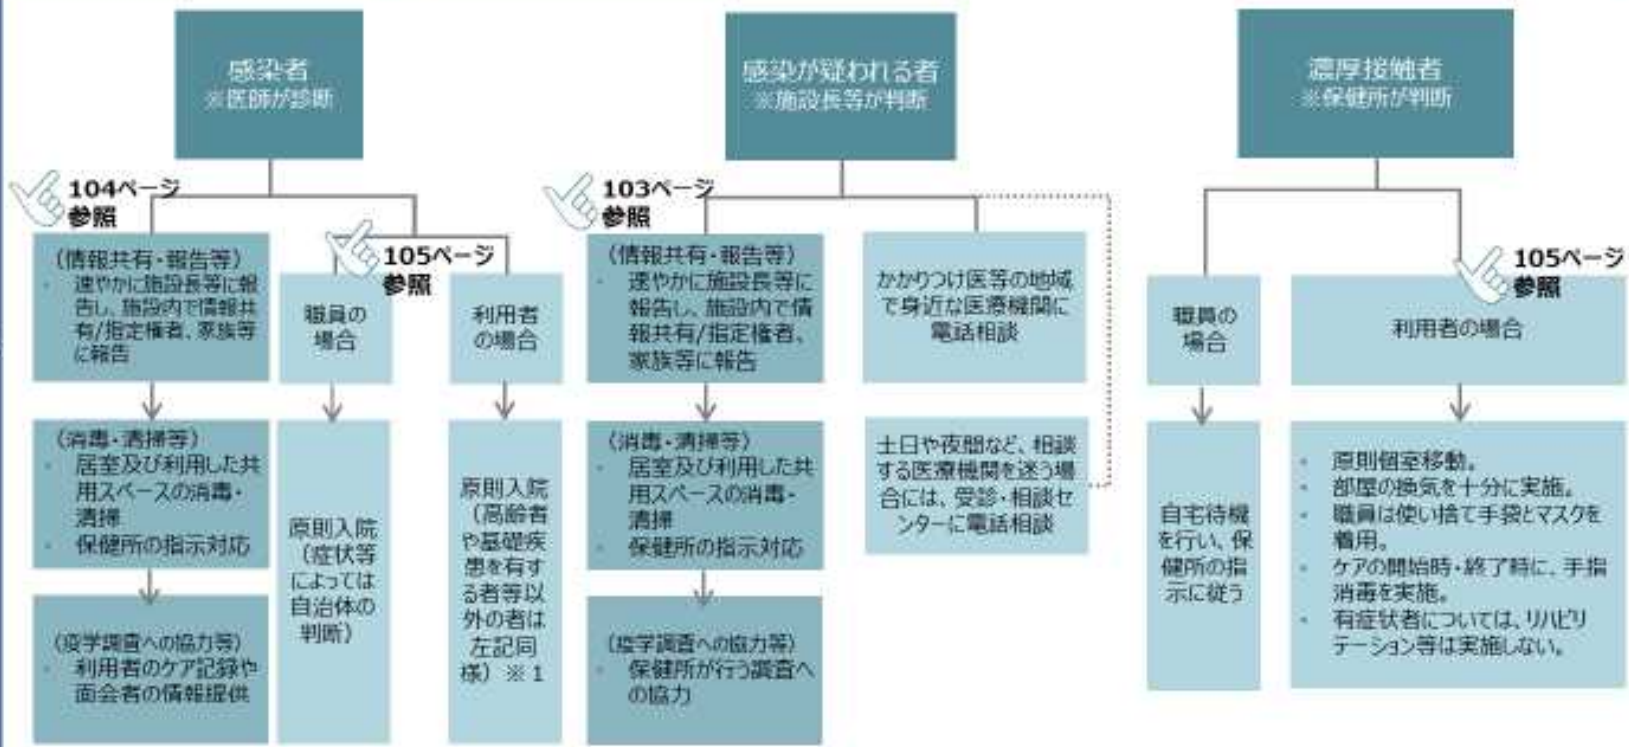 感染者
※医師が診断
104ページ
参照
(情報共有・報告等)
・ 速やかに施設長等に報
告し、施設内で情報共
有/指定権者、家族等
に報告
(消毒・清掃等)
・ 居室及び利用した共
用スペースの消毒・
清掃
・ 保健所の指示対応
(疫学調査への協力等)
・ 利用者のケア記録や
面会者の情報提供
105ページ
参照
職員の
場合
原則入院
(症状等
によっては
自治体の
判断)
利用者
の場合
原則入院
(高齢者
や基礎疾
患を有す
る者等以
外の者は
左記同
様)※1
感染が疑われる者
※施設長等が判断
103ページ
参照
(情報共有・報告等)
・ 速やかに施設長等に
報告し、施設内で情
報共有/指定権者、
家族等に報告
(消毒・清掃等)
・ 居室及び利用した共
用スペースの消毒・
清掃
・ 保健所の指示対応
(疫学調査への協力等)
・ 保健所が行う調査へ
の協力
かかりつけ医等の地域
で身近な医療機関に
電話相談
土日や夜間など、相談
する医療機関を迷う場
合には、受診・相談セ
ンターに電話相談
濃厚接触者
※保健所が判断
職員の
場合
自宅待機
を行い、保
健所の指
示に従う
105ページ
参照
利用者の場合
・ 原則個室移動。
・ 部屋の換気を十分に実施。
・ 職員は使い捨て手袋とマスクを
着用。
・ ケアの開始時・終了時に、手指
消毒を実施。
・ 有症状者については、リハビリ
テーション等は実施しない。